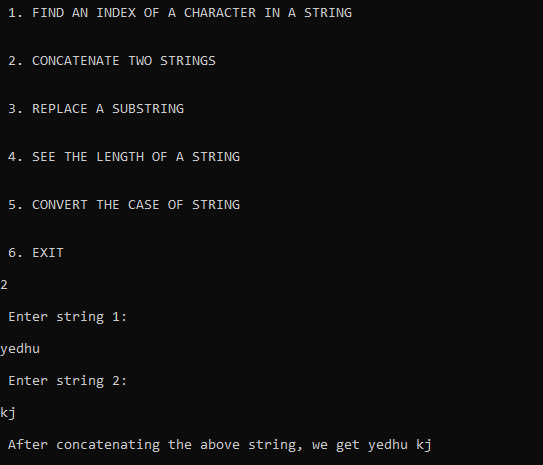 1. FIND AN INDEX OF A CHARACTER IN A STRING
2. CONCATENATE TWO STRINGS
3. REPLACE A SUBSTRING
4. SEE THE LENGTH OF A STRING
5. CONVERT THE CASE OF STRING
6. EXIT
2
Enter string 1:
yedhu
Enter string 2:
kj
After concatenating the above string, we get yedhu kj